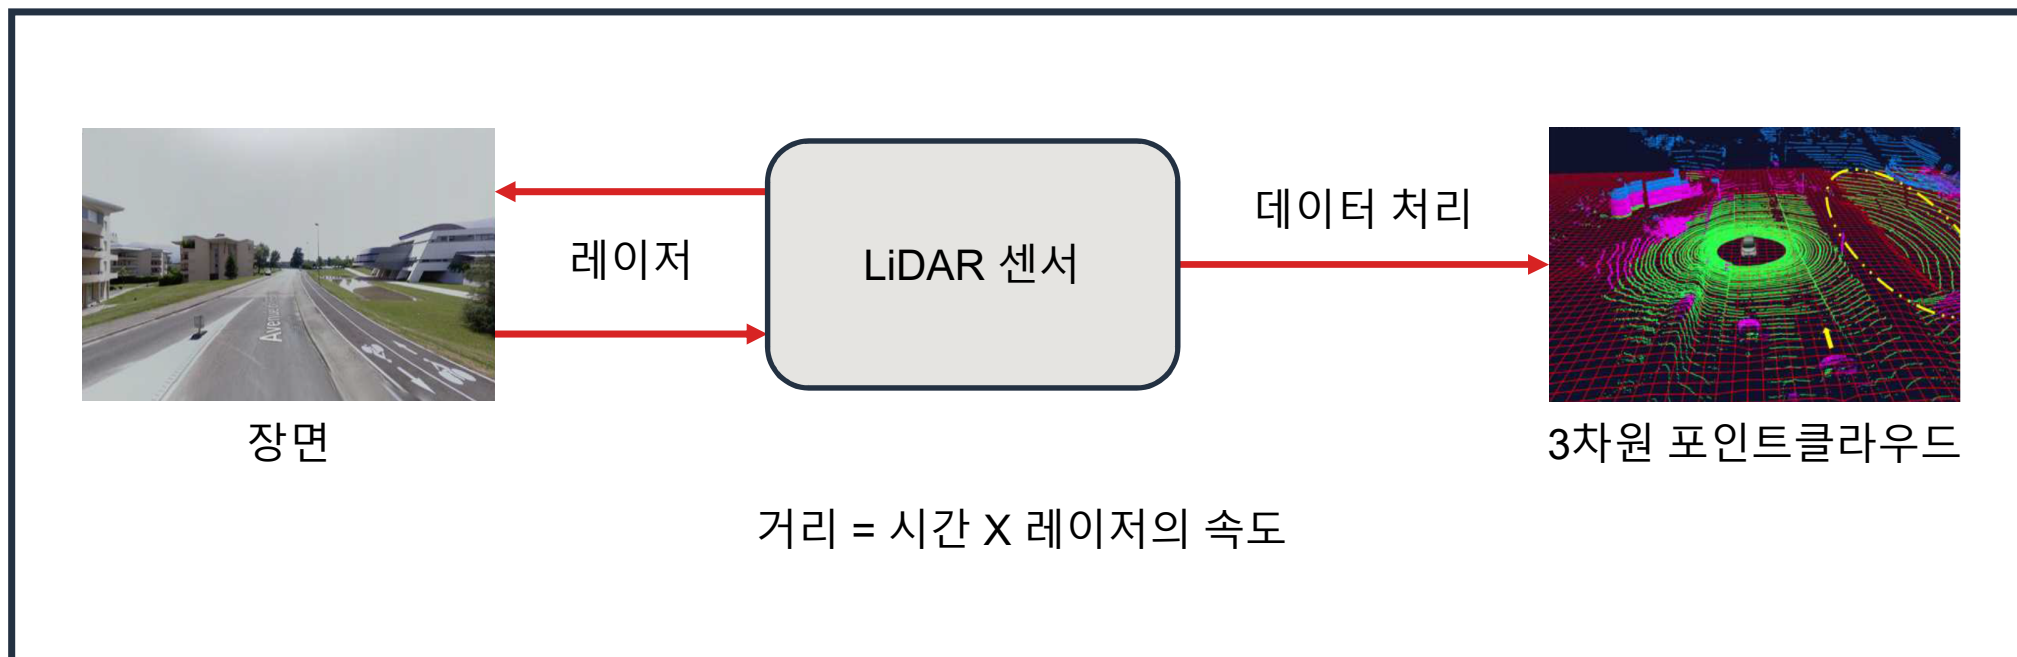 레이저
LiDAR 센서
데이터 처리
장면
3차원 포인트클라우드
거리 = 시간 X 레이저의 속도